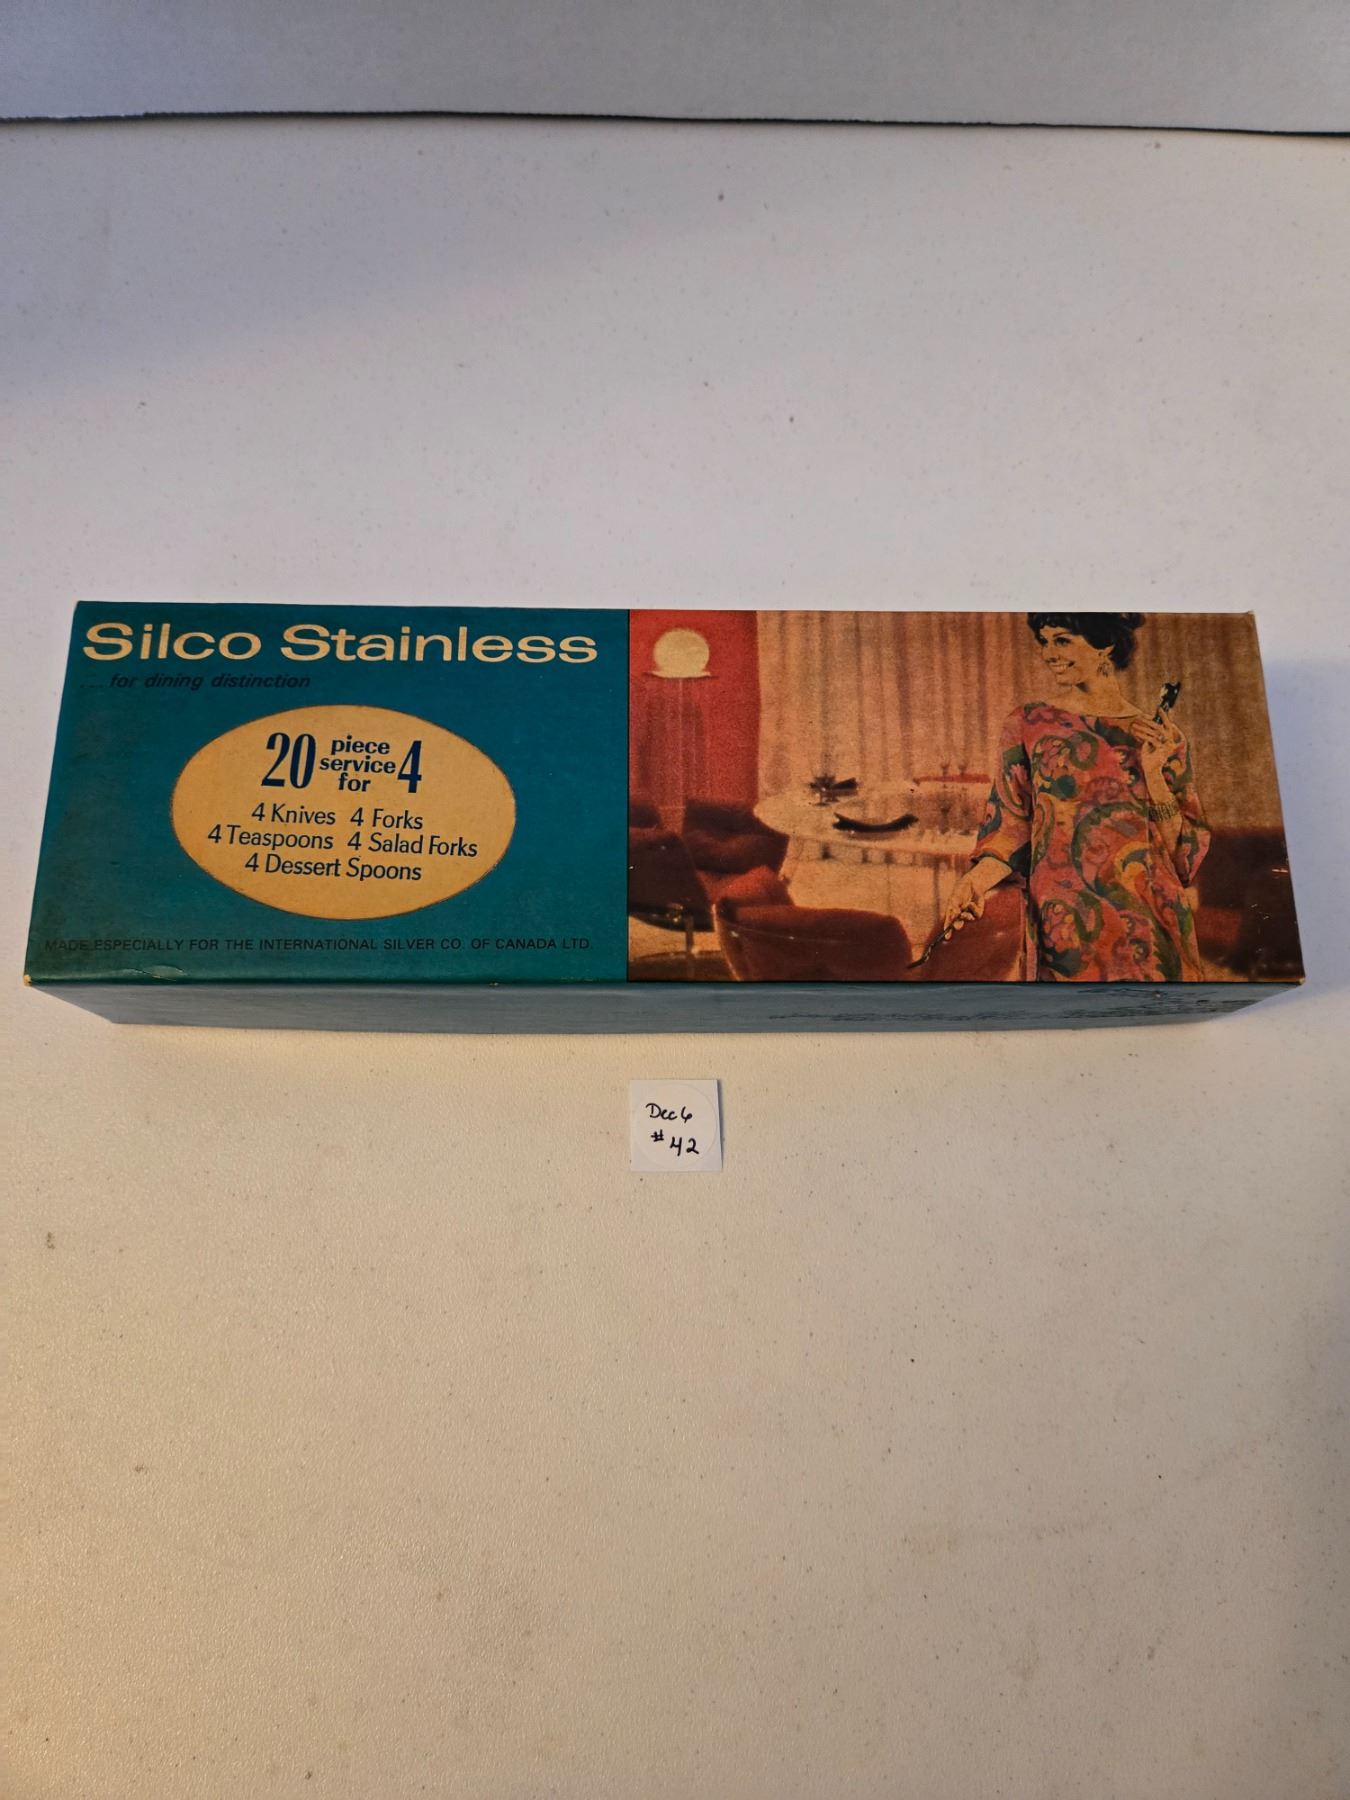 Silco Stainless
....for dining distinction
20 piece service for 4
4 Knives 4 Forks
4 Teaspoons 4 Salad Forks
4 Dessert Spoons
MADE ESPECIALLY FOR THE INTERNATIONAL SILVER CO. OF CANADA LTD.
Dec 6
#42